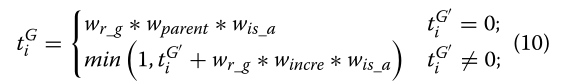 t_i^G = { w_{r_g} * w_{parent} * w_{is_a}    t_i^{G'} = 0;
min (1, t_i^{G'} + w_{r_g} * w_{incre} * w_{is_a})    t_i^{G'} ≠ 0;    (10)